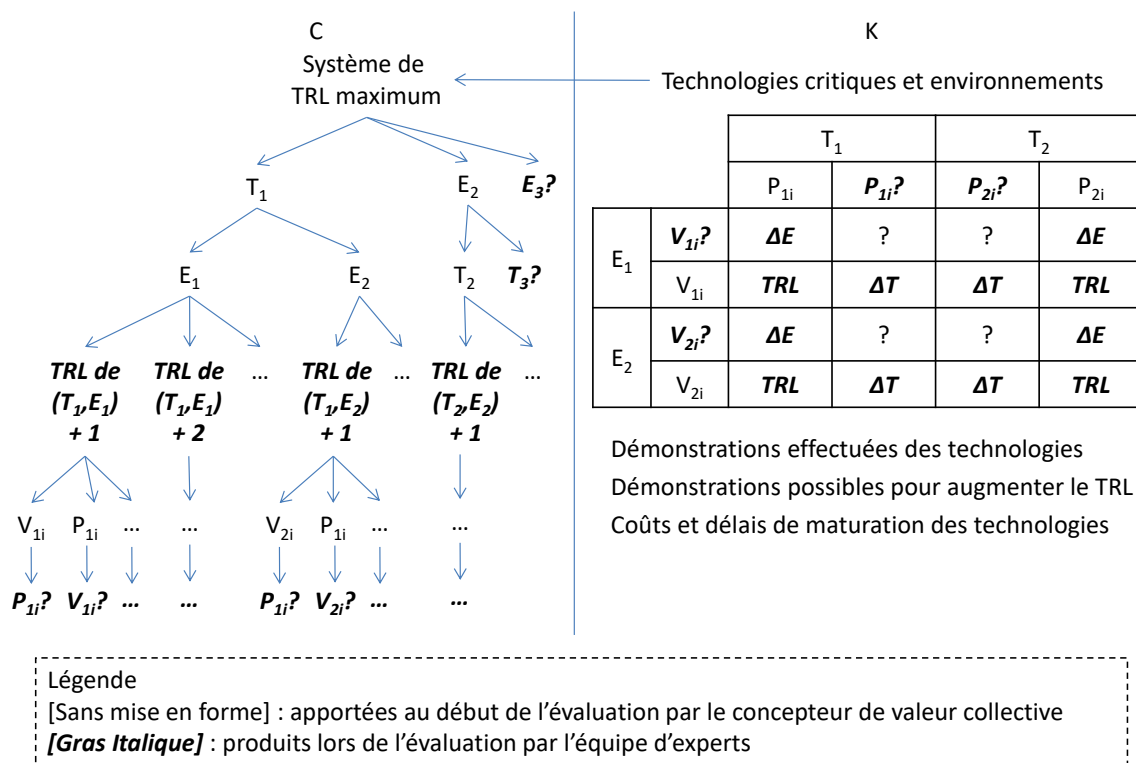 C
Système de
TRL maximum
T1
E2
E3?
E1
E2
T2
T3?
TRL de
(T1,E1)
+ 1
TRL de
(T1,E1)
+ 2
...
TRL de
(T1,E2)
+ 1
...
TRL de
(T2,E2)
+ 1
...
V1i
P1i
...
...
V2i
P1i
...
...
P1i?
V1i?
...
...
P1i?
V2i?
...
...
K
Technologies critiques et environnements
T1 T2
P1i P1i? P2i? P2i
E1
V1i? ΔE ? ? ΔE
V1i TRL ΔT ΔT TRL
E2
V2i? ΔE ? ? ΔE
V2i TRL ΔT ΔT TRL
Démonstrations effectuées des technologies
Démonstrations possibles pour augmenter le TRL
Coûts et délais de maturation des technologies
Légende
[Sans mise en forme] : apportées au début de l'évaluation par le concepteur de valeur collective
[Gras Italique] : produits lors de l'évaluation par l'équipe d'experts